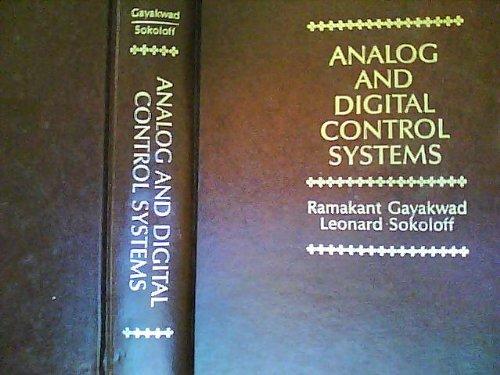 Gayakwad
Sokoloff
ANALOG AND DIGITAL
CONTROL SYSTEMS
ANALOG
AND
DIGITAL
CONTROL
SYSTEMS
Ramakant Gayakwad
Leonard Sokoloff